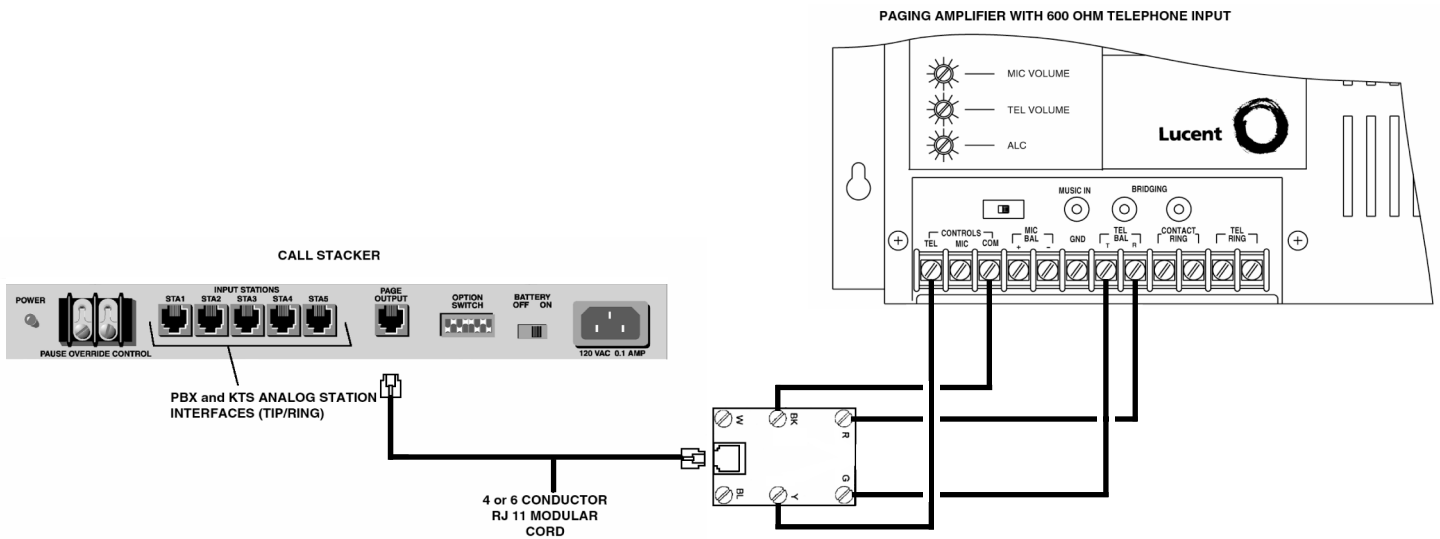 PAGING AMPLIFIER WITH 600 OHM TELEPHONE INPUT
MIC VOLUME
TEL VOLUME
ALC
Lucent
MUSIC IN
BRIDGING
CONTROLS
TEL
MIC
COM
MIC
BAL
+
−
GND
TEL
BAL
T
R
CONTACT
RING
TEL
RING
CALL STACKER
POWER
PAUSE OVERRIDE CONTROL
INPUT STATIONS
STA1
STA2
STA3
STA4
STA5
PAGE
OUTPUT
OPTION
SWITCH
BATTERY
OFF ON
120 VAC 0.1 AMP
PBX and KTS ANALOG STATION
INTERFACES (TIP/RING)
W
BK
R
BL
Y
G
4 or 6 CONDUCTOR
RJ 11 MODULAR
CORD